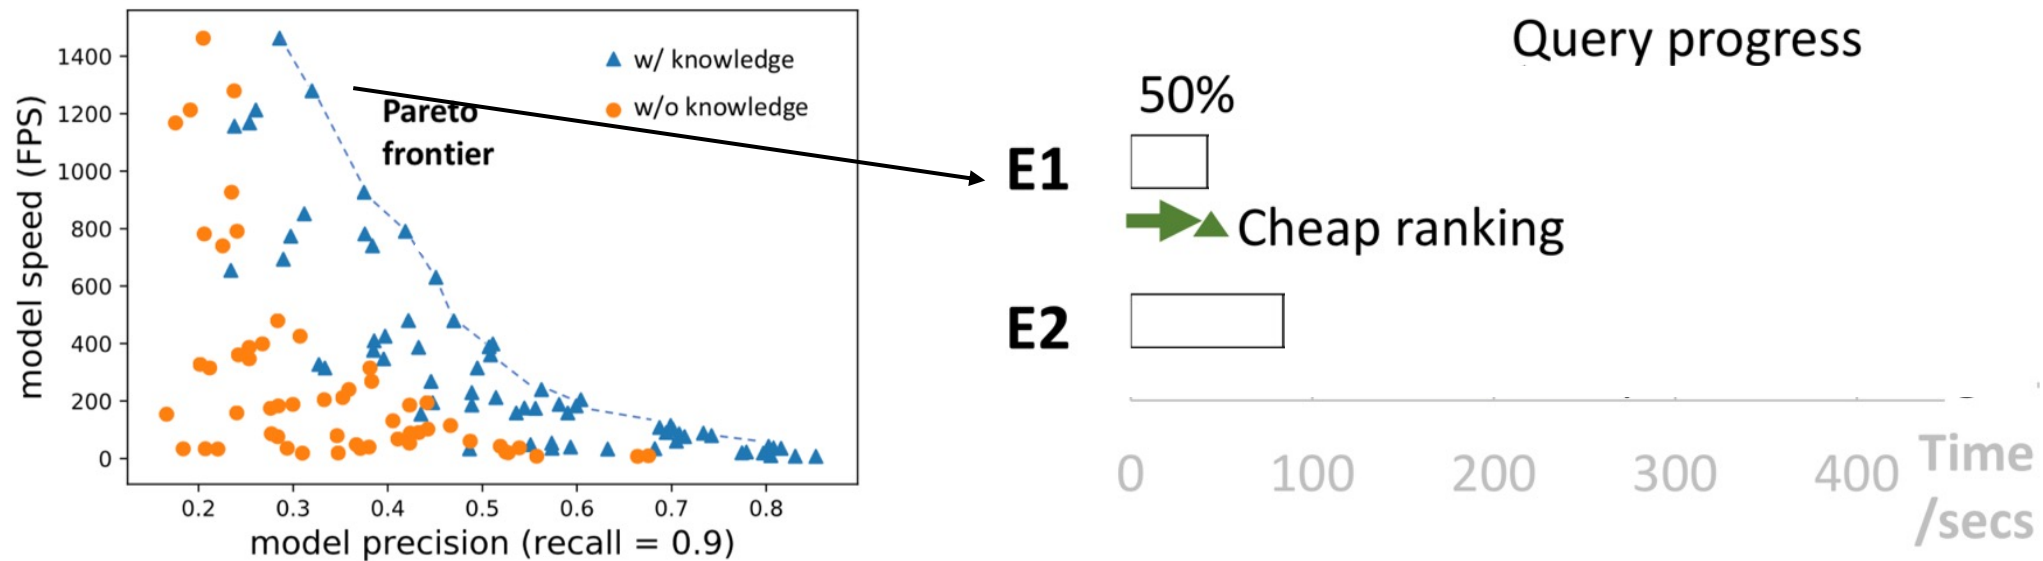 1400
1200
1000
800
600
400
200
0
model speed (FPS)
w/ knowledge
w/o knowledge
Pareto
frontier
0.2 0.3 0.4 0.5 0.6 0.7 0.8
model precision (recall = 0.9)
Query progress
50%
E1
Cheap ranking
E2
0 100 200 300 400
Time
/secs